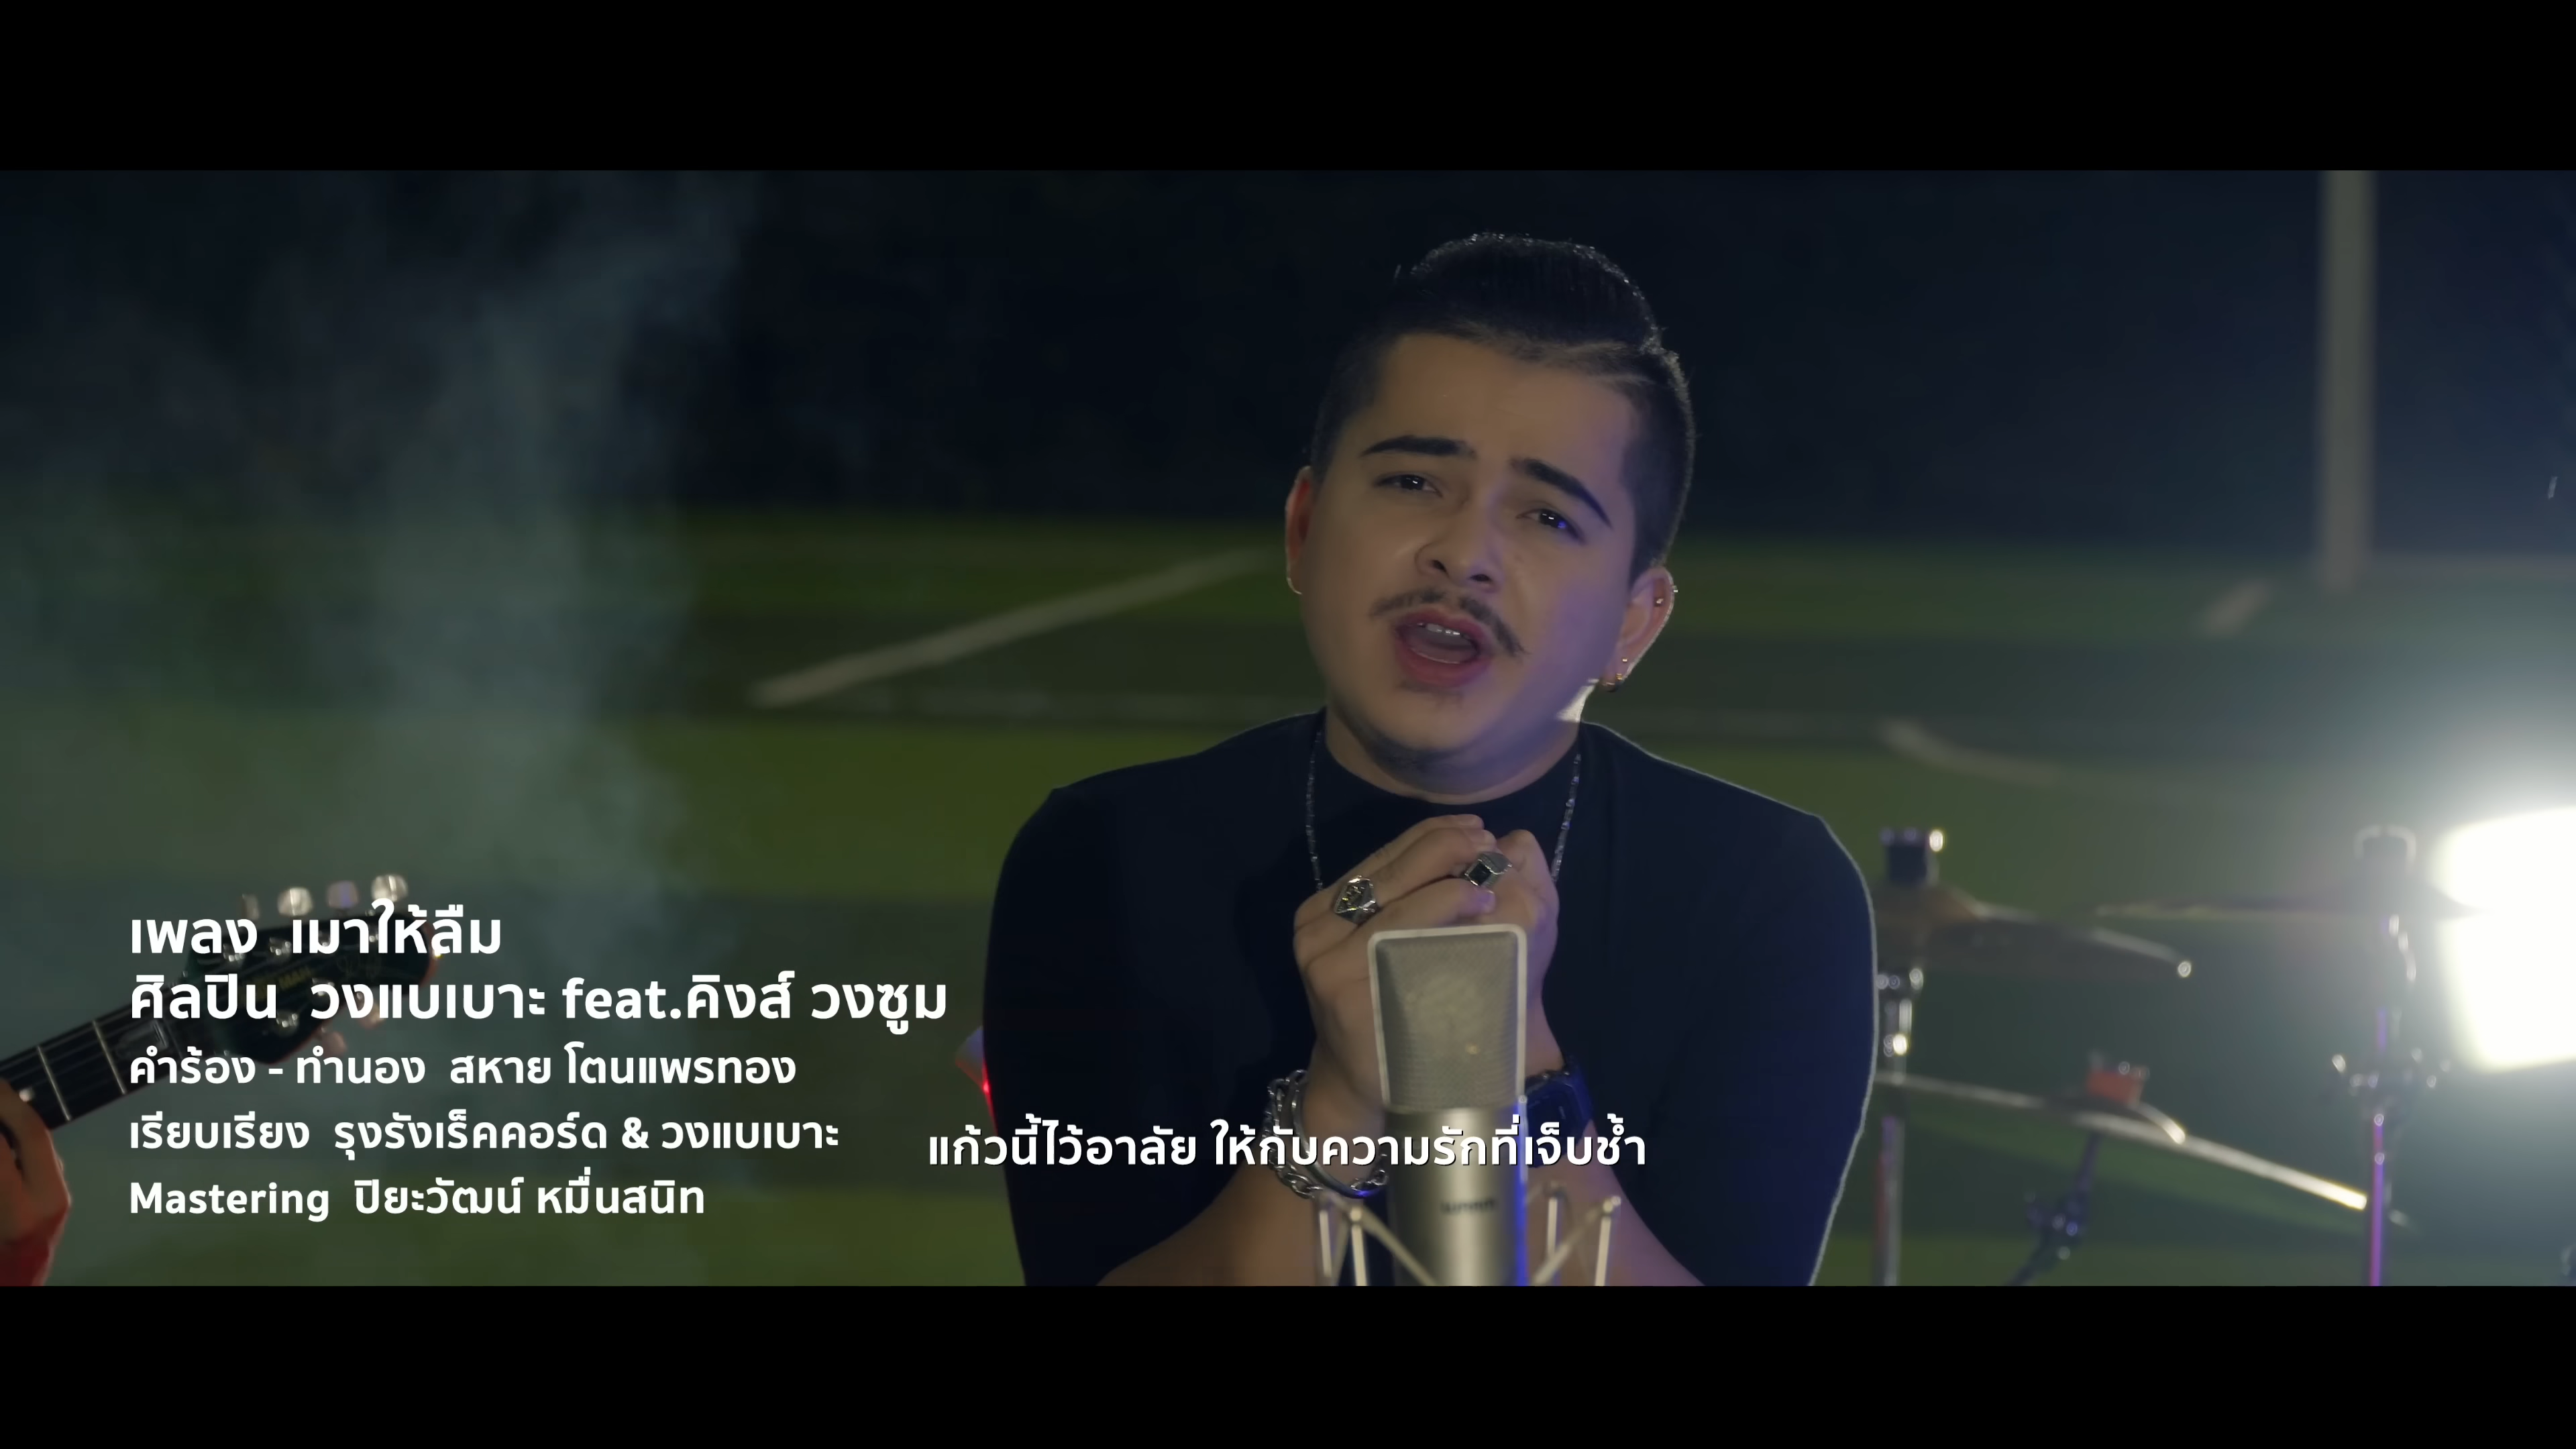 เพลง เมาให้ลืม
ศิลปิน วงแบเบาะ feat.คิงส์ วงซูม
คำร้อง - ทำนอง สหาย โตนแพรทอง
เรียบเรียง รุงรังเร็คคอร์ด & วงแบเบาะ
Mastering ปิยะวัฒน์ หมื่นสนิท
แก้วนี้ไว้อาลัย ให้กับความรักที่เจ็บช้ำ